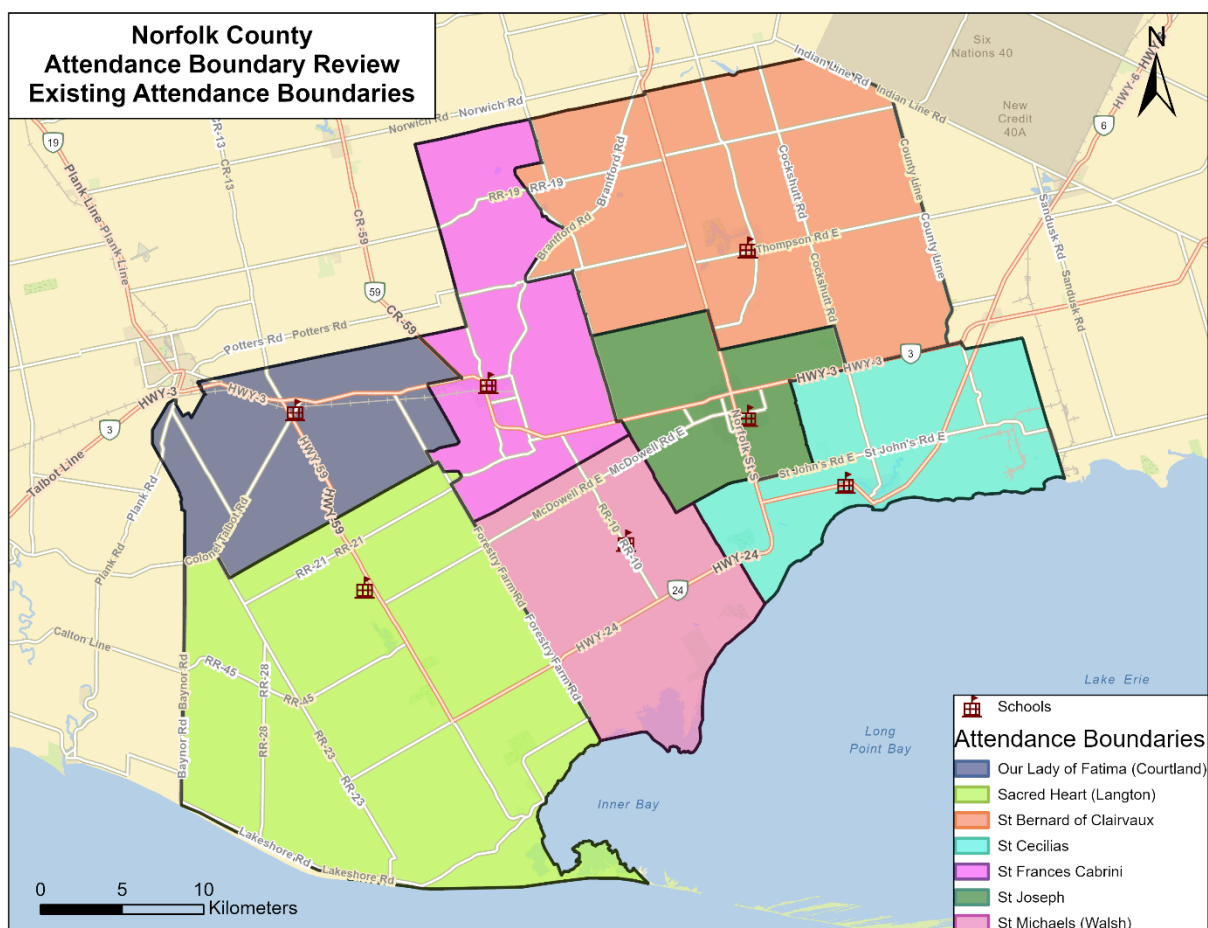 Norfolk County
Attendance Boundary Review
Existing Attendance Boundaries
N
Six
Nations 40
New
Credit
40A
Indian Line Rd
Indian Line Rd
HWY-6
HWY-6
6
Norwich Rd
Norwich Rd
19
Plank Line
Plank Line
CR-13
CR-13
CR-59
59
CR-59
RR-19
RR-19
Brantford Rd
Brantford Rd
Cockshutt Rd
Cockshutt Rd
County Line
County Line
Thompson Rd E
Sandusk Rd
Sandusk Rd
Potters Rd
Potters Rd
HWY-3
HWY-3
3
Talbot Line
HWY-3
HWY-3
3
Plank Rd
Plank Rd
Colonel Talbot Rd
HWY-59
HWY-59
McDowell Rd E
McDowell Rd E
Norfolk St S
St John's Rd E
St John's Rd E
RR-21
RR-21
RR-10
RR-10
Forestry Farm Rd
Forestry Farm Rd
HWY-24
24
HWY-24
Calton Line
RR-45
RR-45
Baynor Rd
Baynor Rd
RR-28
RR-28
RR-23
RR-23
Lakeshore Rd
Lakeshore Rd
Inner Bay
Long
Point Bay
Lake Erie
0 5 10
Kilometers
Schools
Attendance Boundaries
Our Lady of Fatima (Courtland)
Sacred Heart (Langton)
St Bernard of Clairvaux
St Cecilias
St Frances Cabrini
St Joseph
St Michaels (Walsh)